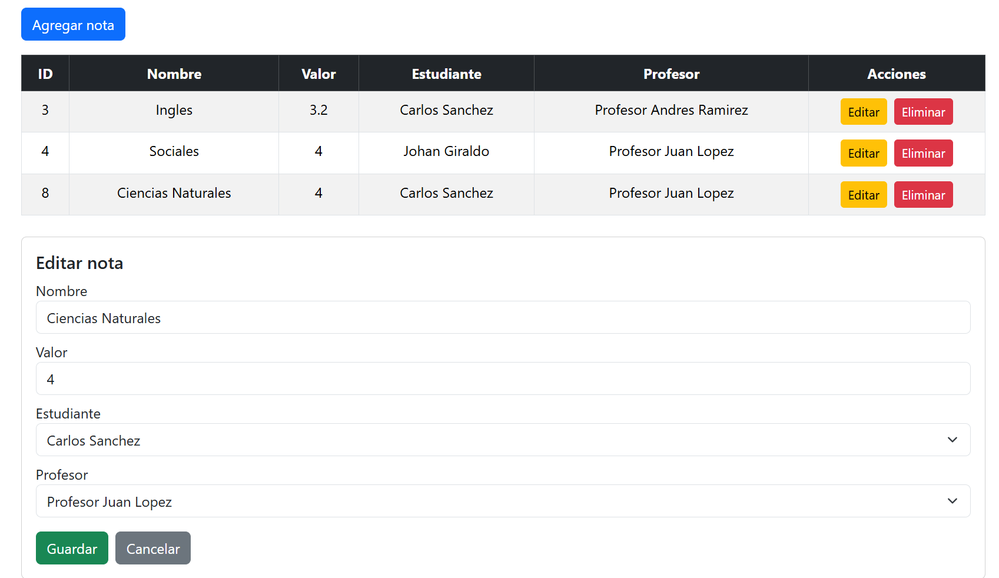 Agregar nota
ID Nombre Valor Estudiante Profesor Acciones
3 Ingles 3.2 Carlos Sanchez Profesor Andres Ramirez Editar Eliminar
4 Sociales 4 Johan Giraldo Profesor Juan Lopez Editar Eliminar
8 Ciencias Naturales 4 Carlos Sanchez Profesor Juan Lopez Editar Eliminar
Editar nota
Nombre
Ciencias Naturales
Valor
4
Estudiante
Carlos Sanchez
Profesor
Profesor Juan Lopez
Guardar Cancelar